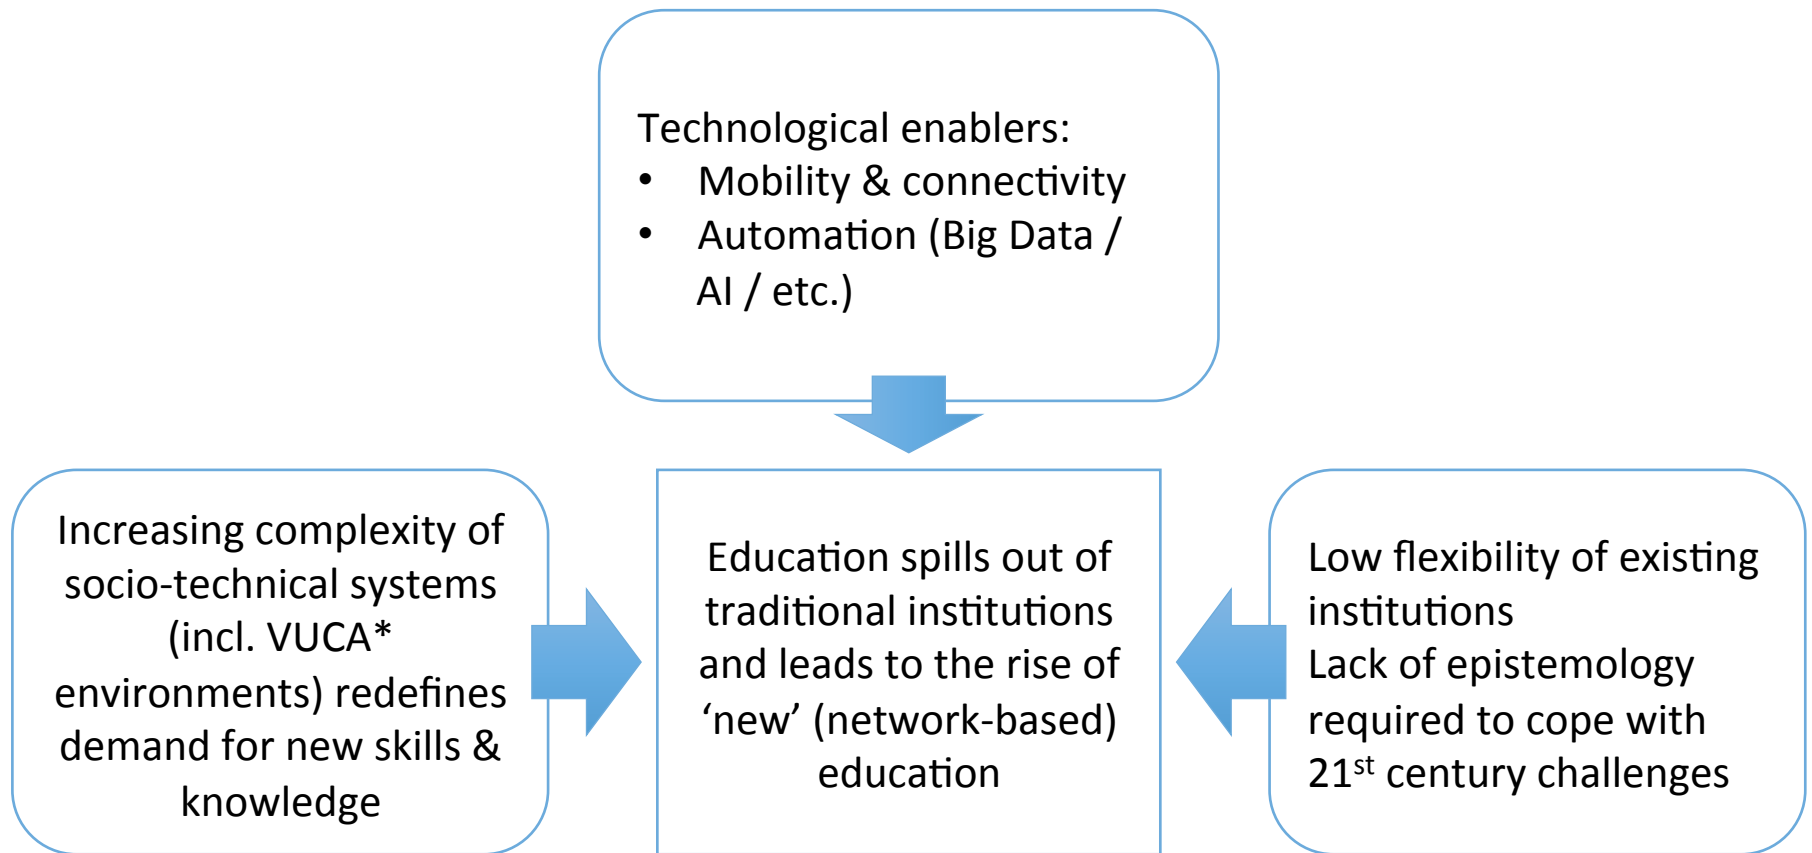 Technological enablers:
• Mobility & connectivity
• Automation (Big Data /
AI / etc.)
Increasing complexity of
socio-technical systems
(incl. VUCA*
environments) redefines
demand for new skills &
knowledge
Education spills out of
traditional institutions
and leads to the rise of
‘new’ (network-based)
education
Low flexibility of existing
institutions
Lack of epistemology
required to cope with
21st century challenges